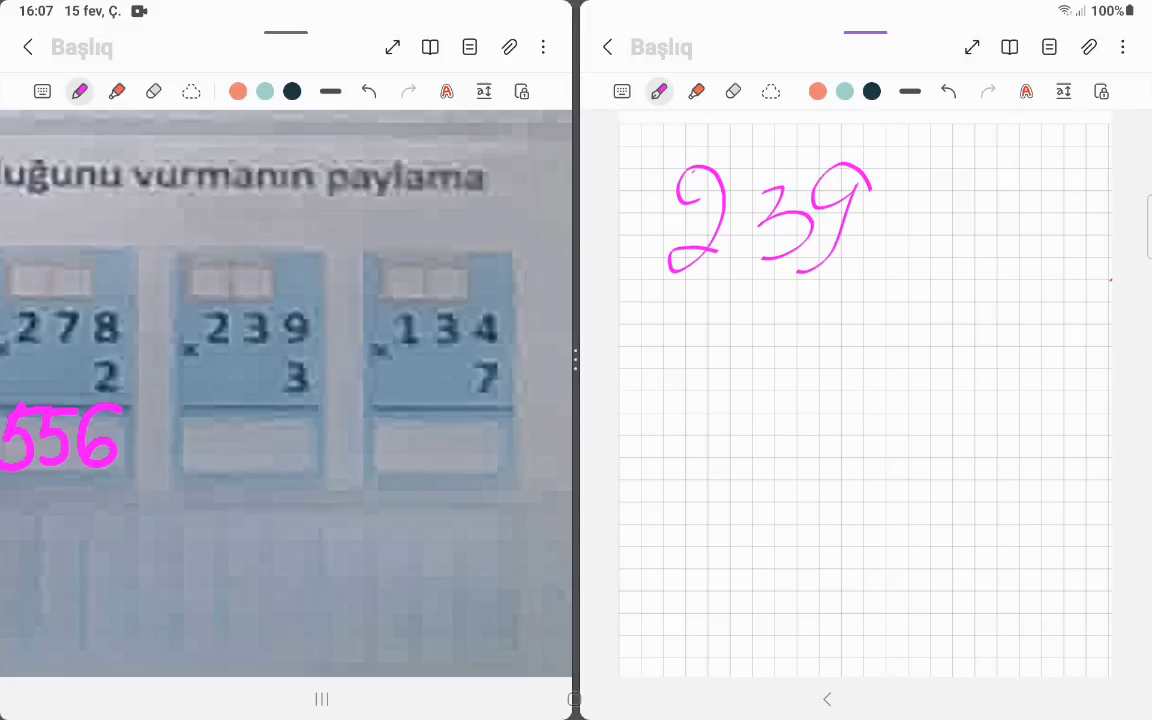 16:07 15 fev, Ç. 100%
Başlıq
Başlıq
luğunu vurmanın paylama
278 239 134
x x x
2 3 7
556
239